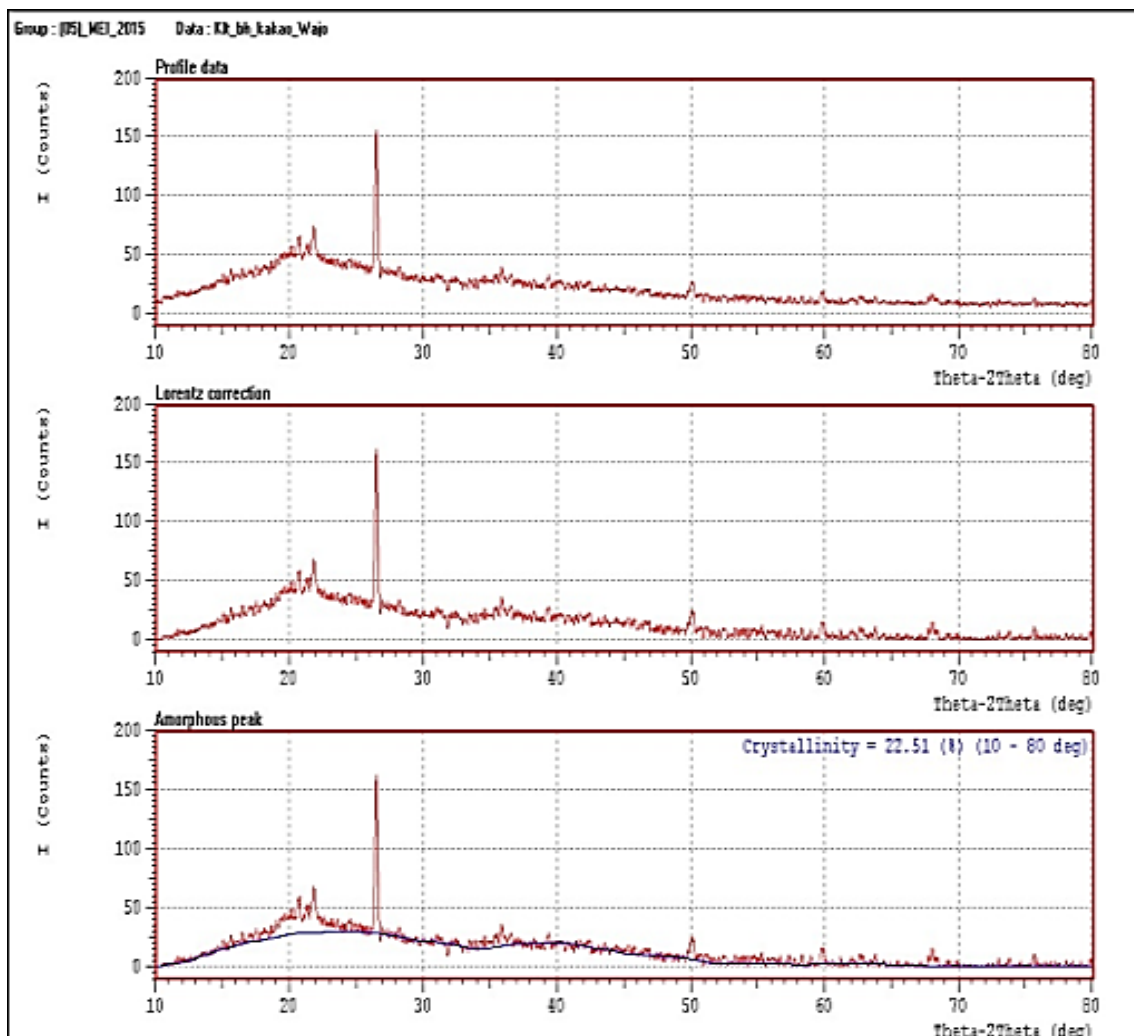 Group : [05]_MEI_2015 Data : Klt_bh_kakao_Wajo
Profile data
I (Counts)
200
150
100
50
0
10 20 30 40 50 60 70 80
Theta-2Theta (deg)
Lorentz correction
I (Counts)
200
150
100
50
0
10 20 30 40 50 60 70 80
Theta-2Theta (deg)
Amorphous peak
Crystallinity = 22.51 (%) (10 - 80 deg)
I (Counts)
200
150
100
50
0
10 20 30 40 50 60 70 80
Theta-2Theta (deg)